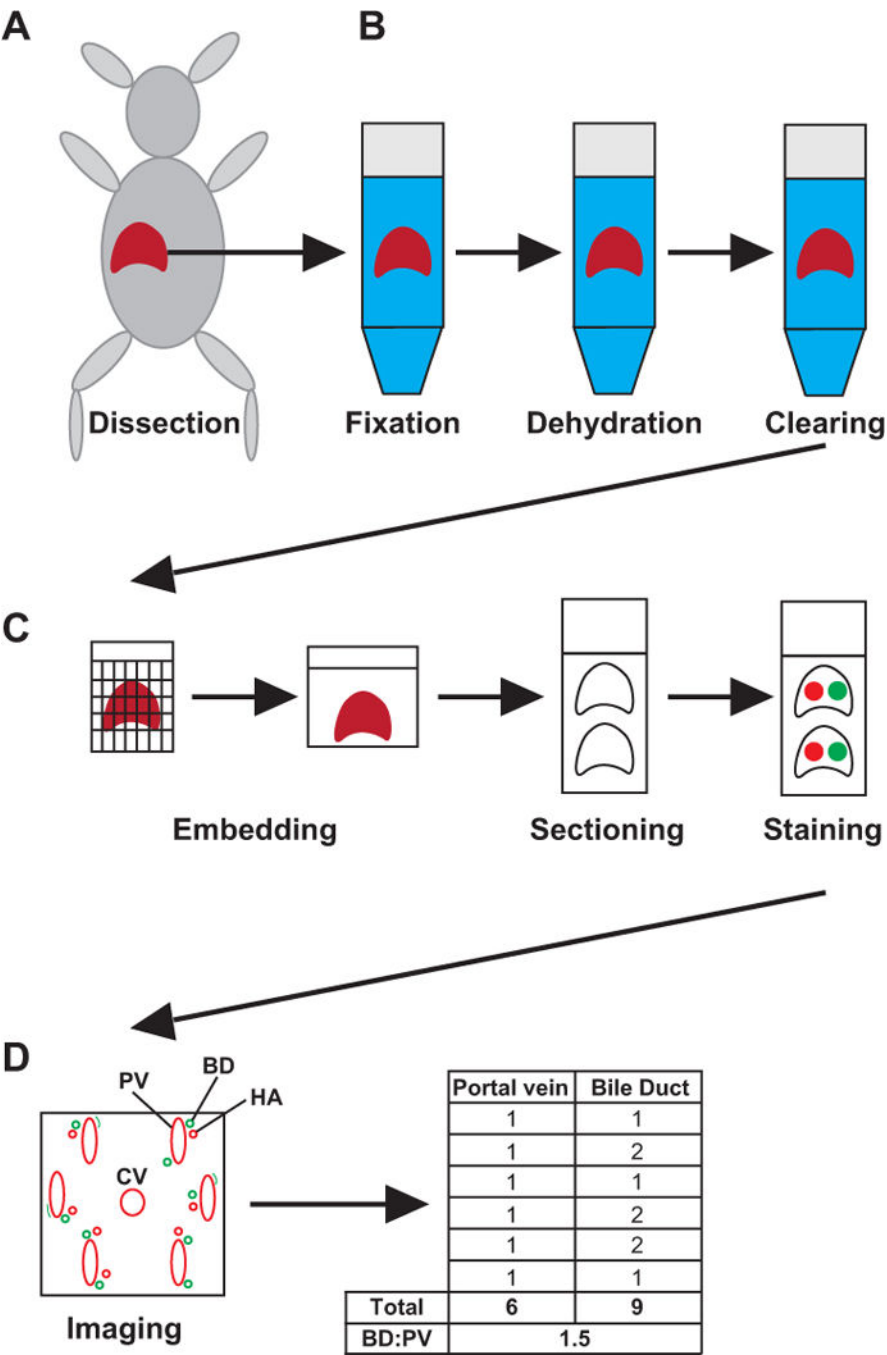 A
B
Dissection
Fixation
Dehydration
Clearing
C
Embedding
Sectioning
Staining
D
PV
BD
HA
CV
Imaging
Portal vein Bile Duct
1 1
1 2
1 1
1 2
1 2
1 1
Total 6 9
BD:PV 1.5